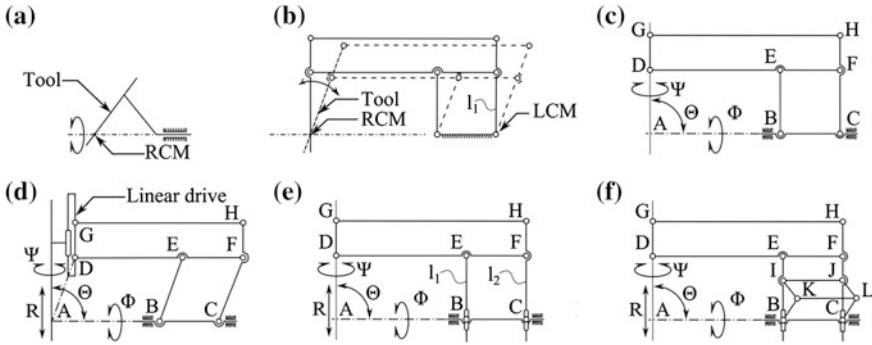 (a)
Tool
RCM
(b)
Tool
RCM
l1
LCM
(c)
G
H
D
E
F
Ψ
A
Θ
Φ
B
C
(d)
Linear drive
H
G
E
F
Ψ
D
R
A
Θ
Φ
B
C
(e)
G
H
D
E
F
Ψ
l1
l2
R
A
Θ
Φ
B
C
(f)
G
H
D
E
F
Ψ
I
J
R
A
Θ
Φ
B
K
C
L